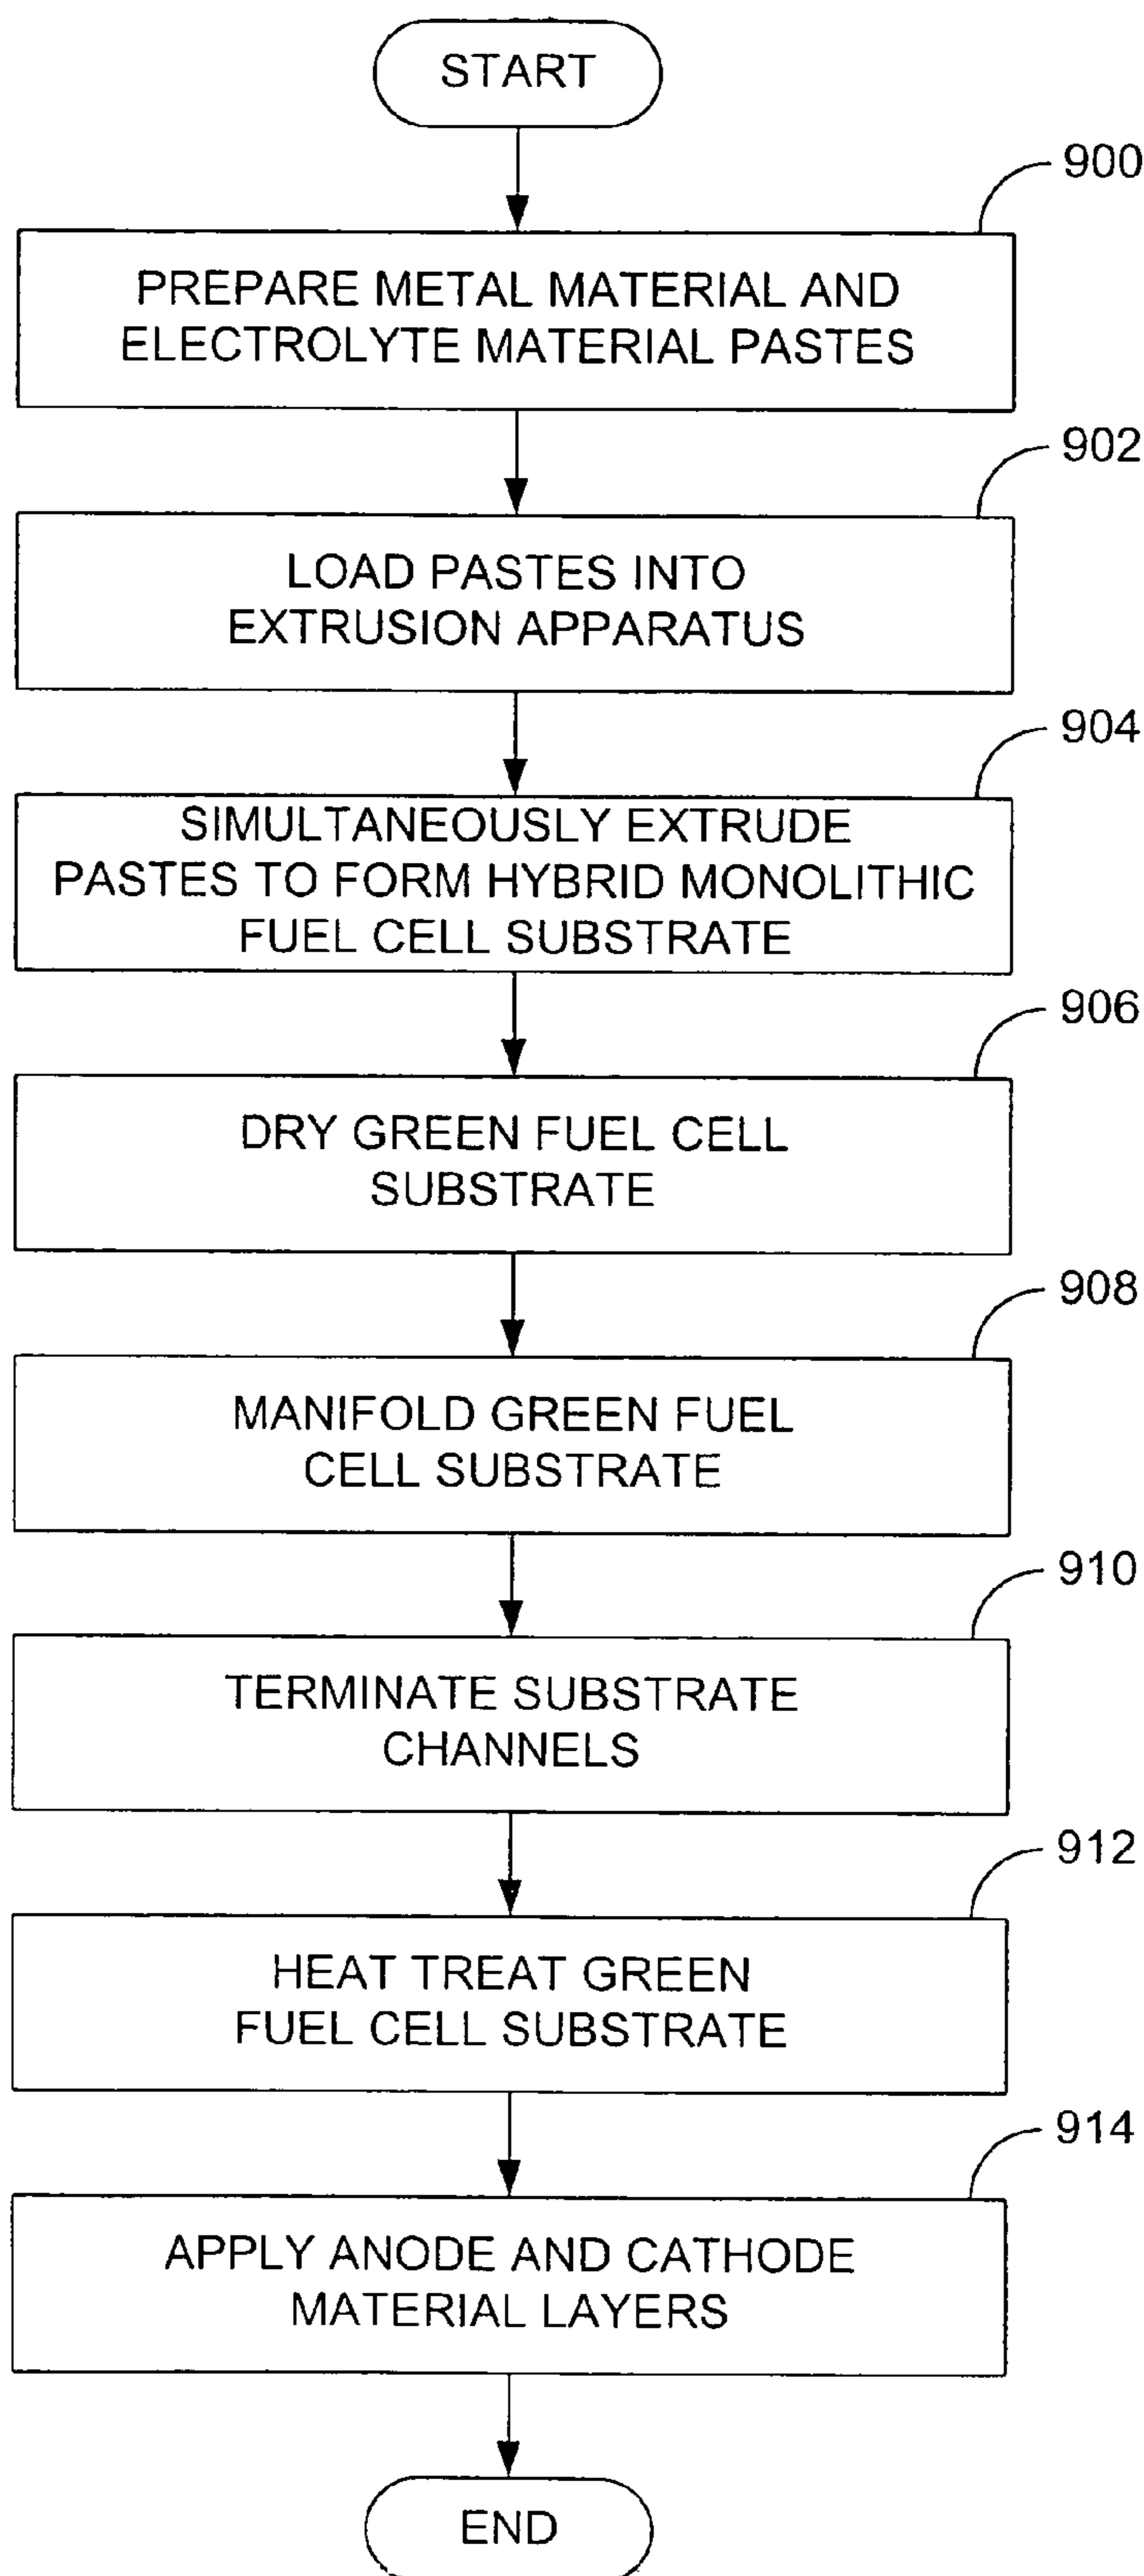 START
900
PREPARE METAL MATERIAL AND
ELECTROLYTE MATERIAL PASTES
902
LOAD PASTES INTO
EXTRUSION APPARATUS
904
SIMULTANEOUSLY EXTRUDE
PASTES TO FORM HYBRID MONOLITHIC
FUEL CELL SUBSTRATE
906
DRY GREEN FUEL CELL
SUBSTRATE
908
MANIFOLD GREEN FUEL
CELL SUBSTRATE
910
TERMINATE SUBSTRATE
CHANNELS
912
HEAT TREAT GREEN
FUEL CELL SUBSTRATE
914
APPLY ANODE AND CATHODE
MATERIAL LAYERS
END